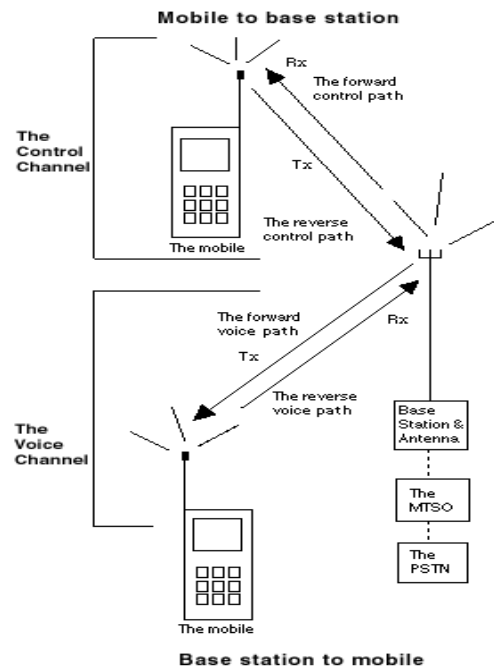 Mobile to base station
Rx
The forward
control path
The
Control
Channel
Tx
The reverse
control path
The mobile
The forward
voice path
Tx
Rx
The reverse
voice path
The
Voice
Channel
Base
Station &
Antenna
The
MTSO
The
PSTN
The mobile
Base station to mobile